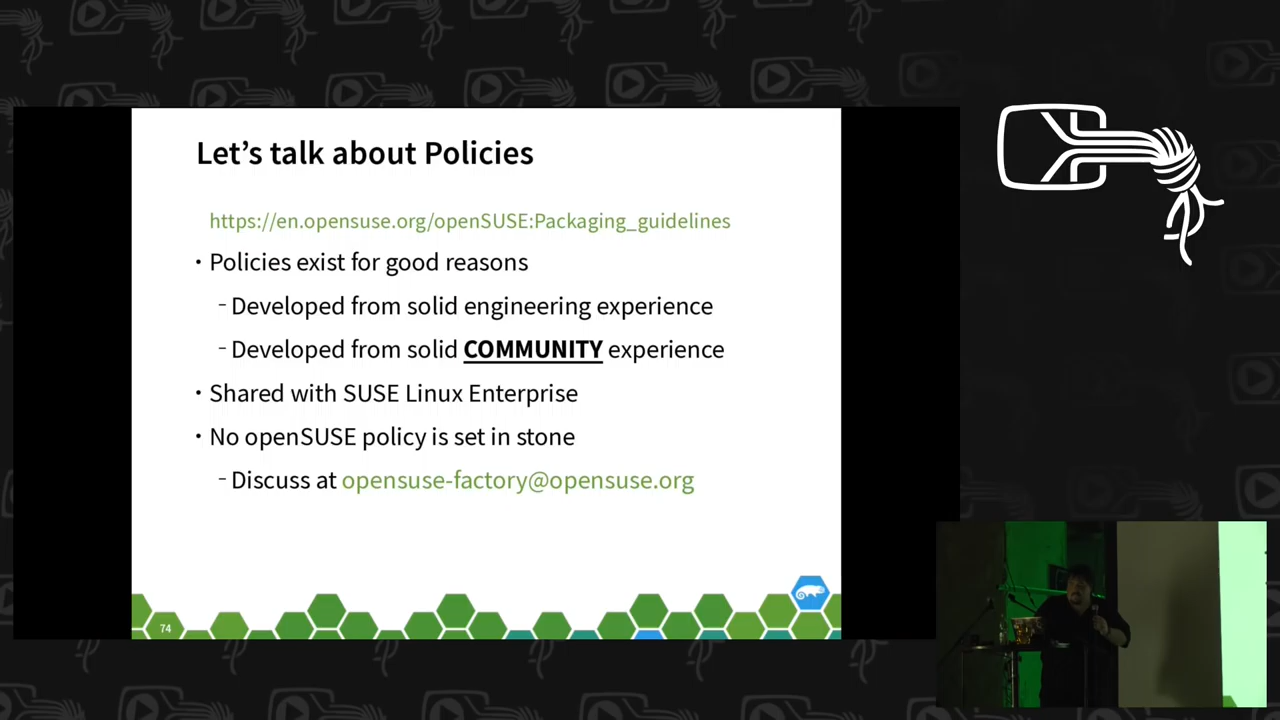 Let's talk about Policies
https://en.opensuse.org/openSUSE:Packaging_guidelines
• Policies exist for good reasons
- Developed from solid engineering experience
- Developed from solid COMMUNITY experience
• Shared with SUSE Linux Enterprise
• No openSUSE policy is set in stone
- Discuss at opensuse-factory@opensuse.org
74